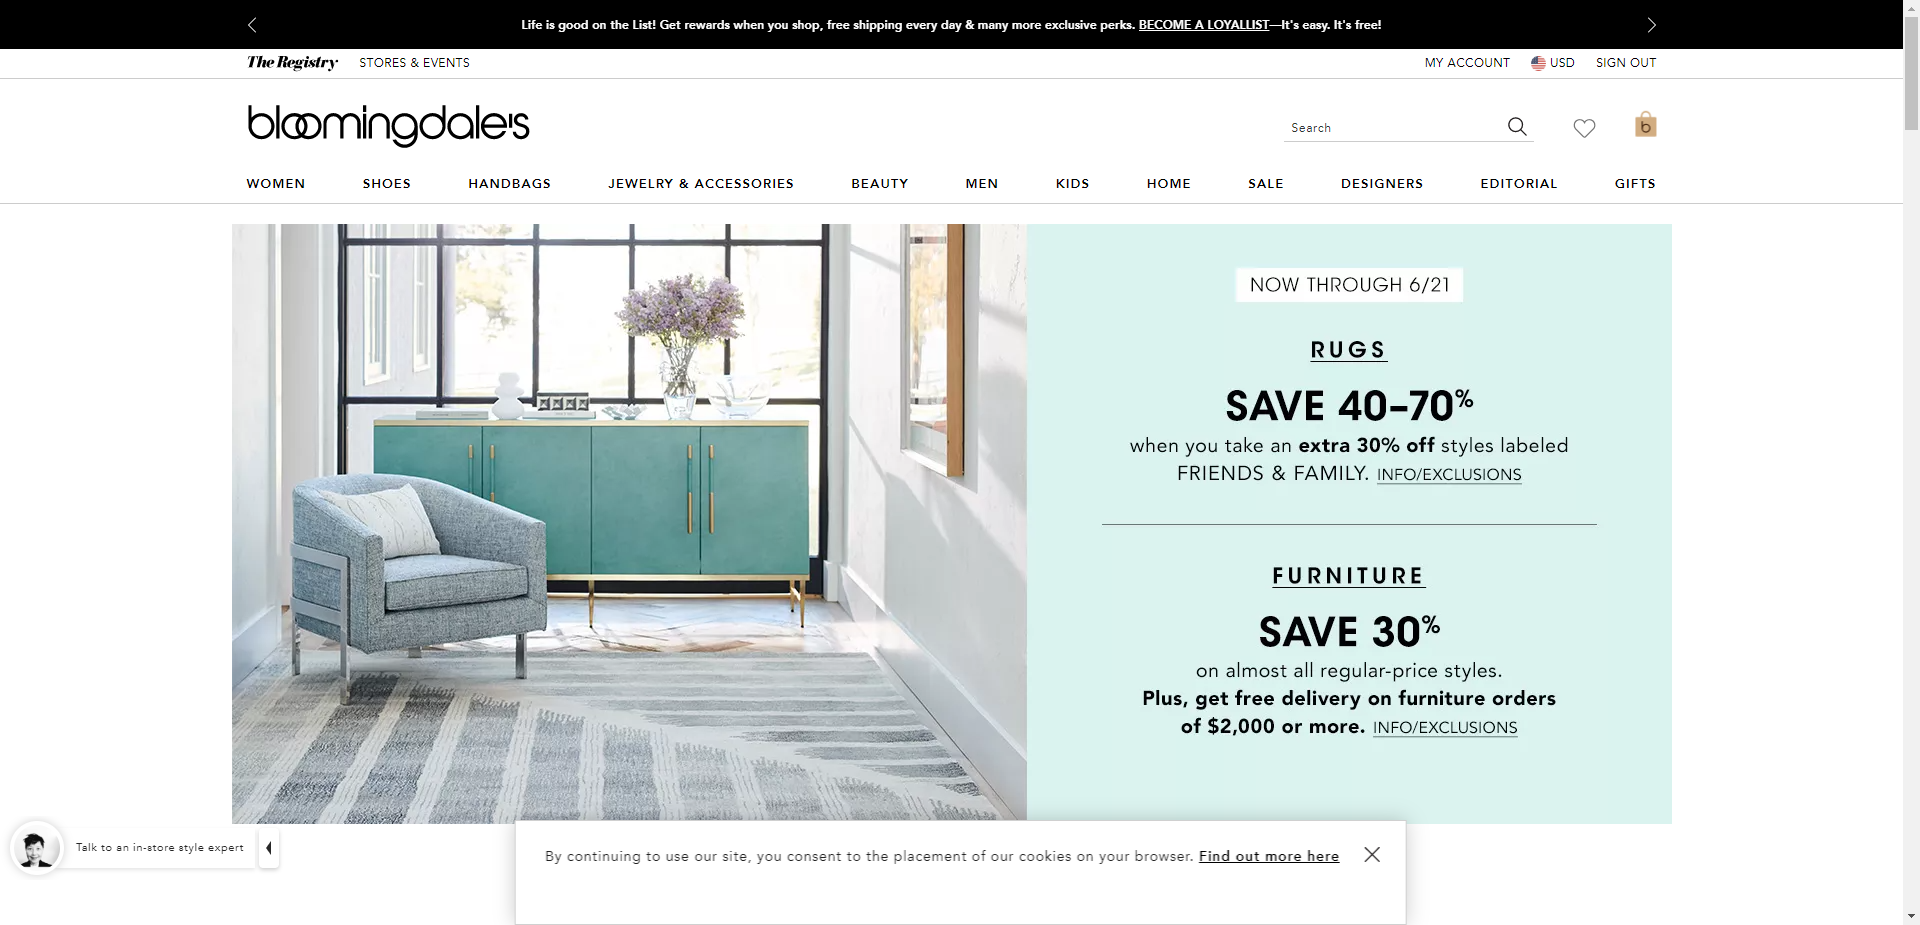 Life is good on the List! Get rewards when you shop, free shipping every day & many more exclusive perks. BECOME A LOYALLIST—It's easy. It's free!
The Registry STORES & EVENTS MY ACCOUNT USD SIGN OUT
bloomingdale's
Search
b
WOMEN SHOES HANDBAGS JEWELRY & ACCESSORIES BEAUTY MEN KIDS HOME SALE DESIGNERS EDITORIAL GIFTS
NOW THROUGH 6/21
RUGS
SAVE 40-70%
when you take an extra 30% off styles labeled
FRIENDS & FAMILY. INFO/EXCLUSIONS
FURNITURE
SAVE 30%
on almost all regular-price styles.
Plus, get free delivery on furniture orders
of $2,000 or more. INFO/EXCLUSIONS
Talk to an in-store style expert
By continuing to use our site, you consent to the placement of our cookies on your browser. Find out more here